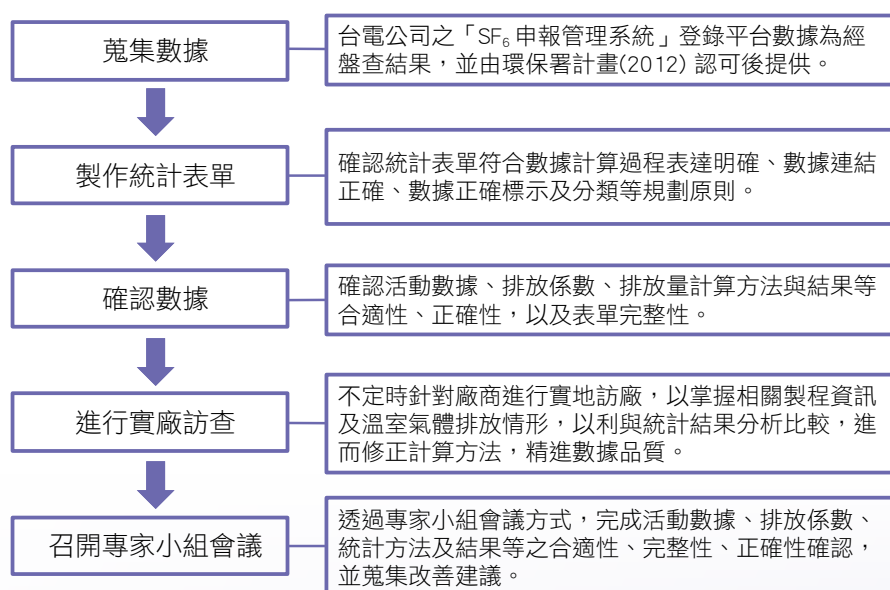 蒐集數據
台電公司之「SF₆ 申報管理系統」登錄平台數據為經
盤查結果，並由環保署計畫(2012) 認可後提供。
製作統計表單
確認統計表單符合數據計算過程表達明確、數據連結
正確、數據正確標示及分類等規劃原則。
確認數據
確認活動數據、排放係數、排放量計算方法與結果等
合適性、正確性，以及表單完整性。
進行實廠訪查
不定時針對廠商進行實地訪廠，以掌握相關製程資訊
及溫室氣體排放情形，以利與統計結果分析比較，進
而修正計算方法，精進數據品質。
召開專家小組會議
透過專家小組會議方式，完成活動數據、排放係數、
統計方法及結果等之合適性、完整性、正確性確認，
並蒐集改善建議。